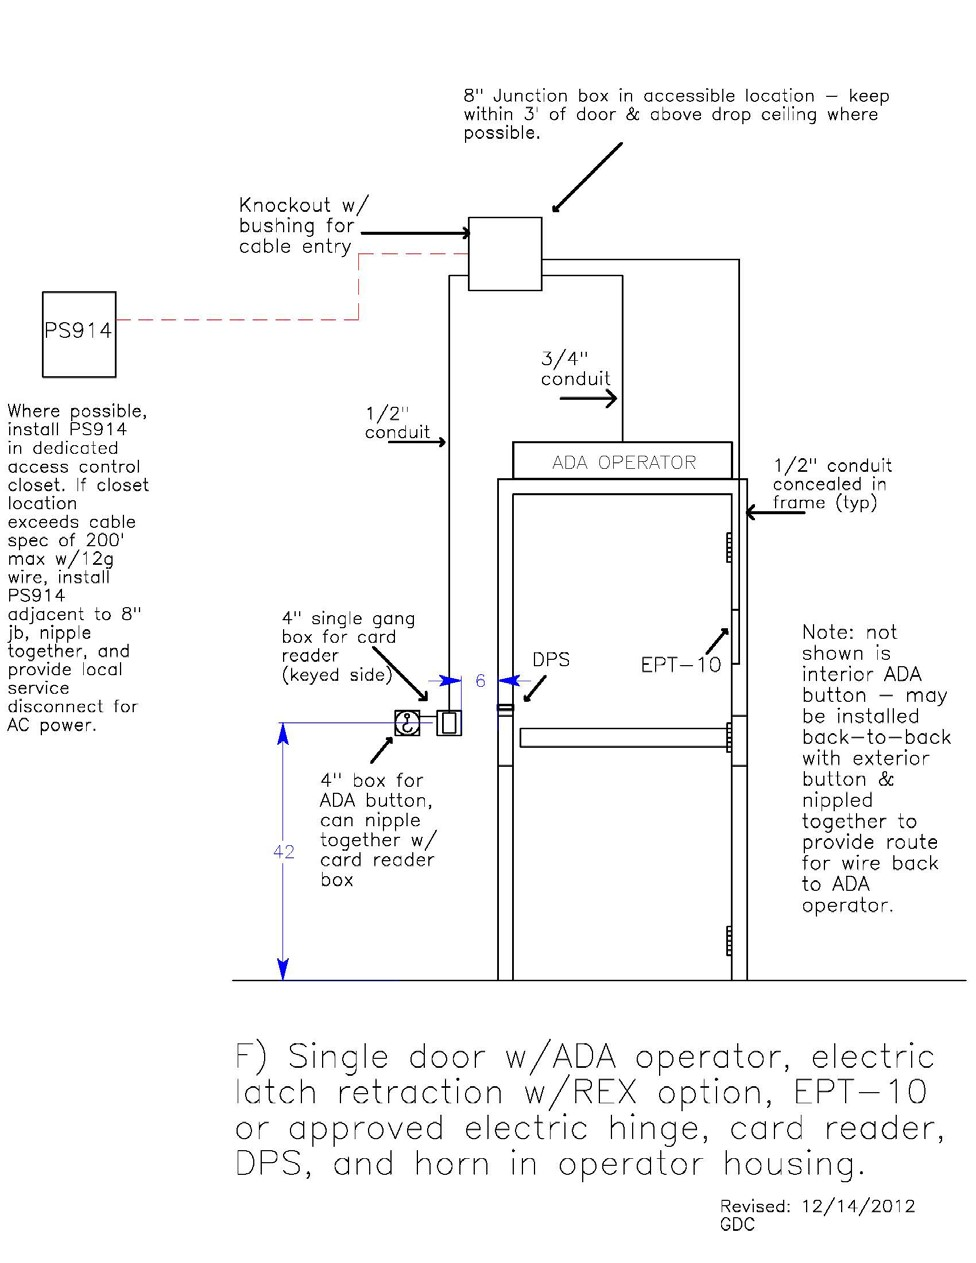 8" Junction box in accessible location – keep
within 3' of door & above drop ceiling where
possible.
Knockout w/
bushing for
cable entry
PS914
3/4"
conduit
Where possible,
install PS914
in dedicated
access control
closet. If closet
location
exceeds cable
spec of 200'
max w/12g
wire, install
PS914
adjacent to 8"
jb, nipple
together, and
provide local
service
disconnect for
AC power.
1/2"
conduit
ADA OPERATOR
1/2" conduit
concealed in
frame (typ)
4" single gang
box for card
reader
(keyed side)
DPS
EPT–10
6
Note: not
shown is
interior ADA
button – may
be installed
back–to–back
with exterior
button &
nippled
together to
provide route
for wire back
to ADA
operator.
4" box for
ADA button,
can nipple
together w/
card reader
box
42
F) Single door w/ADA operator, electric
latch retraction w/REX option, EPT–10
or approved electric hinge, card reader,
DPS, and horn in operator housing.
Revised: 12/14/2012
GDC